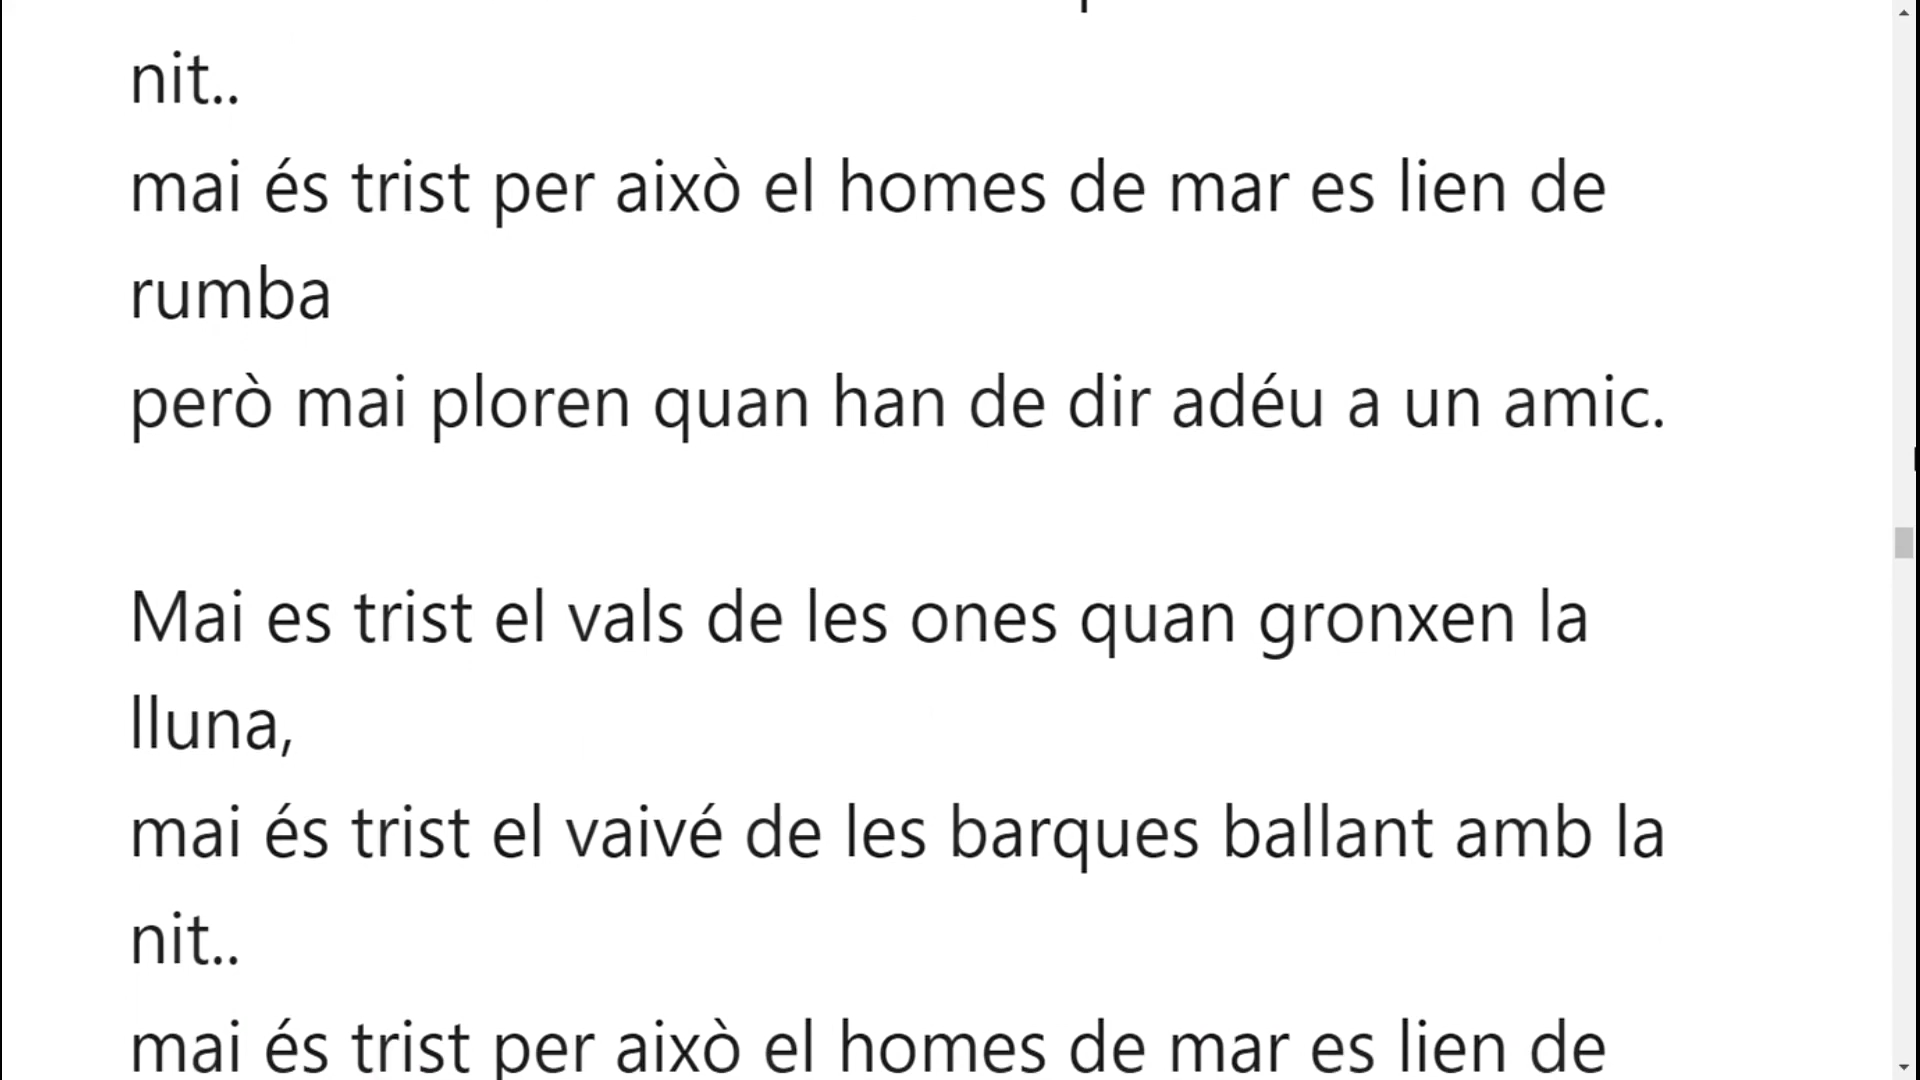 nit..
mai és trist per això el homes de mar es lien de
rumba
però mai ploren quan han de dir adéu a un amic.
Mai es trist el vals de les ones quan gronxen la
lluna,
mai és trist el vaivé de les barques ballant amb la
nit..
mai és trist per això el homes de mar es lien de